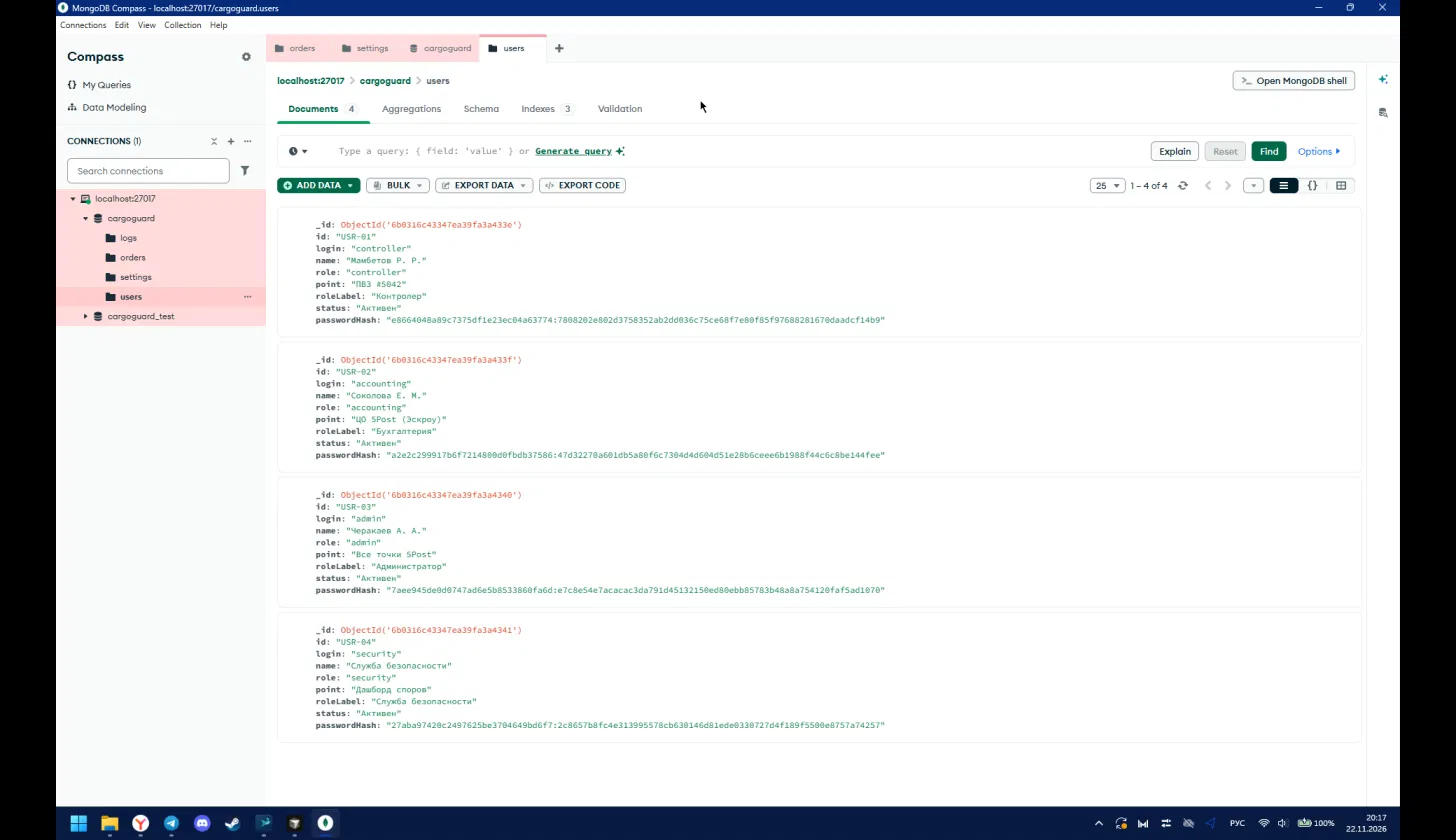 MongoDB Compass - localhost:27017/cargoguard.users
Connections Edit View Collection Help
Compass
My Queries
Data Modeling
CONNECTIONS (1)
Search connections
localhost:27017
cargoguard
logs
orders
settings
users
cargoguard_test
orders settings cargoguard users
localhost:27017 > cargoguard > users
>_ Open MongoDB shell
Documents 4 Aggregations Schema Indexes 3 Validation
Type a query: { field: 'value' } or Generate query
Explain Reset Find Options
ADD DATA BULK EXPORT DATA EXPORT CODE
25 1 – 4 of 4
_id: ObjectId('6b0316c43347ea39fa3a433e')
id: "USR-01"
login: "controller"
name: "Мамбетов Р. Р."
role: "controller"
point: "ПВЗ #5042"
roleLabel: "Контролер"
status: "Активен"
passwordHash: "e8664048a89c7375df1e23ec04a63774:7808202e802d3758352ab2dd036c75ce68f7e80f85f97688281670daadcf14b9"
_id: ObjectId('6b0316c43347ea39fa3a433f')
id: "USR-02"
login: "accounting"
name: "Соколова Е. М."
role: "accounting"
point: "ЦО 5Post (Эскроу)"
roleLabel: "Бухгалтерия"
status: "Активен"
passwordHash: "a2e2c299917b6f7214800d0fbdb37586:47d32270a601db5a80f6c7304d4d604d51e28b6ceee6b1988f44c6c8be144fee"
_id: ObjectId('6b0316c43347ea39fa3a4340')
id: "USR-03"
login: "admin"
name: "Черакаев А. А."
role: "admin"
point: "Все точки 5Post"
roleLabel: "Администратор"
status: "Активен"
passwordHash: "7aee945de0d0747ad6e5b8533860fa6d:e7c8e54e7acacac3da791d45132150ed80ebb85783b48a8a754120faf5ad1070"
_id: ObjectId('6b0316c43347ea39fa3a4341')
id: "USR-04"
login: "security"
name: "Служба безопасности"
role: "security"
point: "Дашборд споров"
roleLabel: "Служба безопасности"
status: "Активен"
passwordHash: "27aba97420c2497625be3704649bd6f7:2c8657b8fc4e313995578cb630146d81ede0330727d4f189f5500e8757a74257"
РУС 100% 20:17
22.11.2026